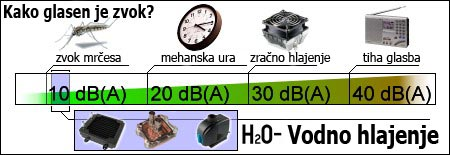 Kako glasen je zvok?
zvok mrčesa mehanska ura zračno hlajenje tiha glasba
10 dB(A) 20 dB(A) 30 dB(A) 40 dB(A)
H2O- Vodno hlajenje